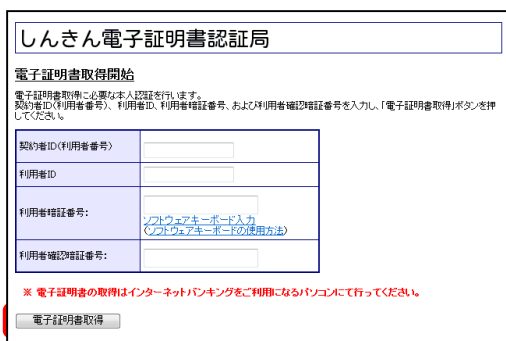 しんきん電子証明書認証局
電子証明書取得開始
電子証明書取得に必要な本人認証を行います。
契約者ID(利用者番号)、利用者ID、利用者暗証番号、および利用者確認暗証番号を入力し、「電子証明書取得」ボタンを押
してください。
契約者ID(利用者番号)
利用者ID
利用者暗証番号:
ソフトウェアキーボード入力
(ソフトウェアキーボードの使用方法)
利用者確認暗証番号:
※ 電子証明書の取得はインターネットバンキングをご利用になるパソコンにて行ってください。
電子証明書取得